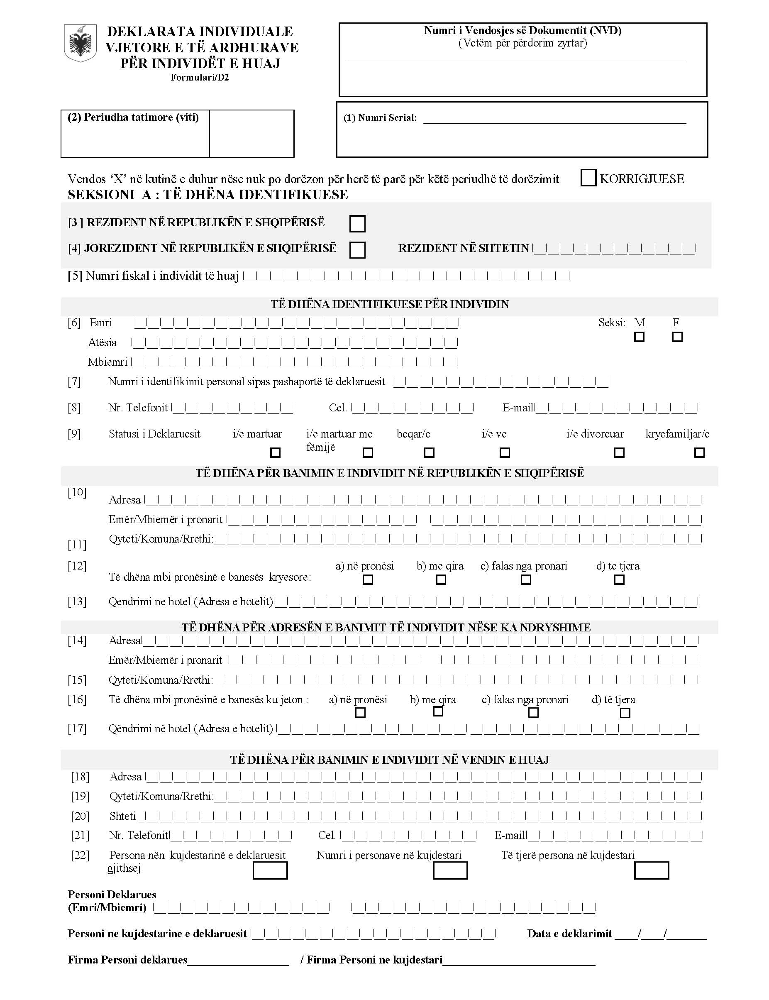 DEKLARATA INDIVIDUALE
VJETORE E TË ARDHURAVE
PËR INDIVIDËT E HUAJ
Formulari/D2
Numri i Vendosjes së Dokumentit (NVD)
(Vetëm për përdorim zyrtar)
(2) Periudha tatimore (viti)
(1) Numri Serial:
Vendos ‘X’ në kutinë e duhur nëse nuk po dorëzon për herë të parë për këtë periudhë të dorëzimit KORRIGJUESE
SEKSIONI A : TË DHËNA IDENTIFIKUESE
[3 ] REZIDENT NË REPUBLIKËN E SHQIPËRISË
[4] JOREZIDENT NË REPUBLIKËN E SHQIPËRISË REZIDENT NË SHTETIN
[5] Numri fiskal i individit të huaj
TË DHËNA IDENTIFIKUESE PËR INDIVIDIN
[6] Emri Seksi: M F
Atësia
Mbiemri
[7] Numri i identifikimit personal sipas pashaportë të deklaruesit
[8] Nr. Telefonit Cel. E-mail
[9] Statusi i Deklaruesit i/e martuar i/e martuar me beqar/e i/e ve i/e divorcuar kryefamiljar/e
fëmijë
TË DHËNA PËR BANIMIN E INDIVIDIT NË REPUBLIKËN E SHQIPËRISË
[10]
Adresa
Emër/Mbiemër i pronarit
Qyteti/Komuna/Rrethi:
[11]
[12] a) në pronësi b) me qira c) falas nga pronari d) te tjera
Të dhëna mbi pronësinë e banesës kryesore:
[13] Qendrimi ne hotel (Adresa e hotelit)
TË DHËNA PËR ADRESËN E BANIMIT TË INDIVIDIT NËSE KA NDRYSHIME
[14] Adresa
Emër/Mbiemër i pronarit
[15] Qyteti/Komuna/Rrethi:
[16] Të dhëna mbi pronësinë e banesës ku jeton : a) në pronësi b) me qira c) falas nga pronari d) të tjera
[17] Qëndrimi në hotel (Adresa e hotelit)
TË DHËNA PËR BANIMIN E INDIVIDIT NË VENDIN E HUAJ
[18] Adresa
[19] Qyteti/Komuna/Rrethi:
[20] Shteti
[21] Nr. Telefonit Cel. E-mail
[22] Persona nën kujdestarinë e deklaruesit Numri i personave në kujdestari Të tjerë persona në kujdestari
gjithsej
Personi Deklarues
(Emri/Mbiemri)
Personi ne kujdestarine e deklaruesit Data e deklarimit ____/____/_______
Firma Personi deklarues__________________ / Firma Personi ne kujdestari___________________________